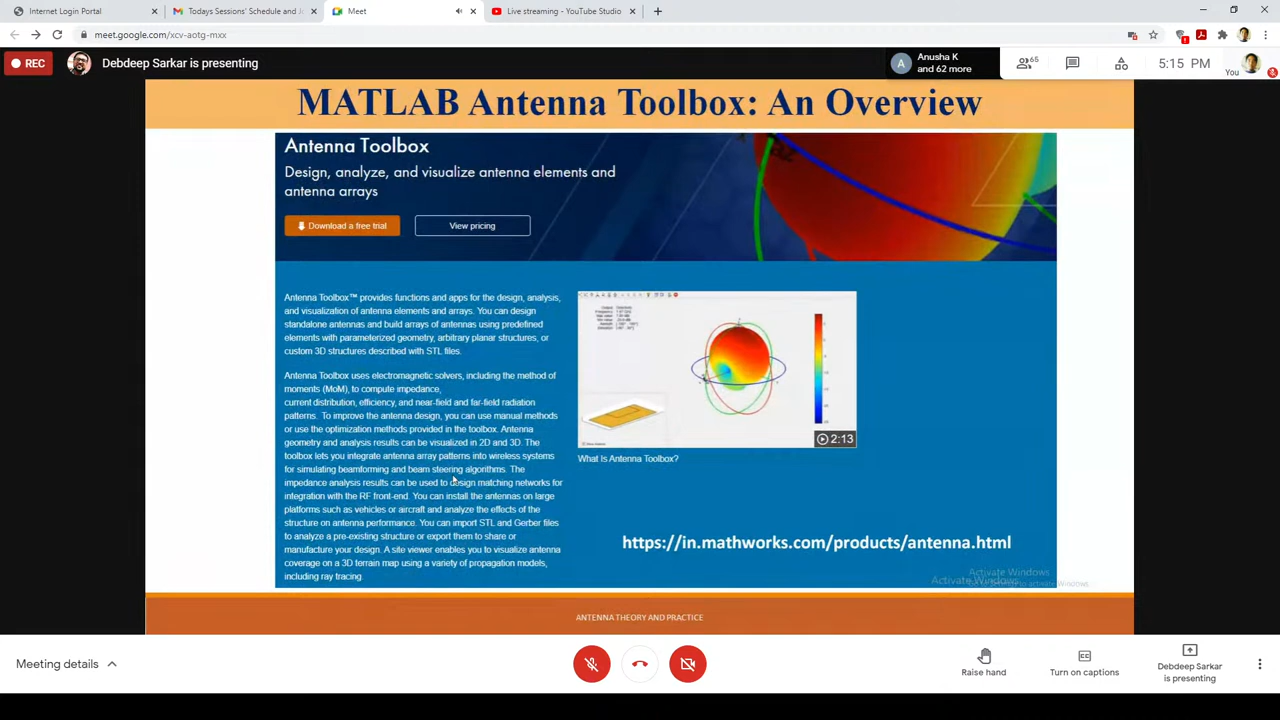 Internet Login Portal
Todays Sessions' Schedule and Jo
Meet
Live streaming - YouTube Studio
meet.google.com/xcv-aotg-mxx
REC
Debdeep Sarkar is presenting
A
Anusha K
and 62 more
65
You
5:15 PM
MATLAB Antenna Toolbox: An Overview
Antenna Toolbox
Design, analyze, and visualize antenna elements and
antenna arrays
Download a free trial
View pricing
Antenna Toolbox™ provides functions and apps for the design, analysis,
and visualization of antenna elements and arrays. You can design
standalone antennas and build arrays of antennas using predefined
elements with parameterized geometry, arbitrary planar structures, or
custom 3D structures described with STL files.
Antenna Toolbox uses electromagnetic solvers, including the method of
moments (MoM), to compute impedance,
current distribution, efficiency, and near-field and far-field radiation
patterns. To improve the antenna design, you can use manual methods
or use the optimization methods provided in the toolbox. Antenna
geometry and analysis results can be visualized in 2D and 3D. The
toolbox lets you integrate antenna array patterns into wireless systems
for simulating beamforming and beam steering algorithms. The
impedance analysis results can be used to design matching networks for
integration with the RF front-end. You can install the antennas on large
platforms such as vehicles or aircraft and analyze the effects of the
structure on antenna performance. You can import STL and Gerber files
to analyze a pre-existing structure or export them to share or
manufacture your design. A site viewer enables you to visualize antenna
coverage on a 3D terrain map using a variety of propagation models,
including ray tracing.
2:13
What Is Antenna Toolbox?
https://in.mathworks.com/products/antenna.html
Activate Windows
Activate Windows
ANTENNA THEORY AND PRACTICE
Meeting details
Raise hand
Turn on captions
Debdeep Sarkar
is presenting